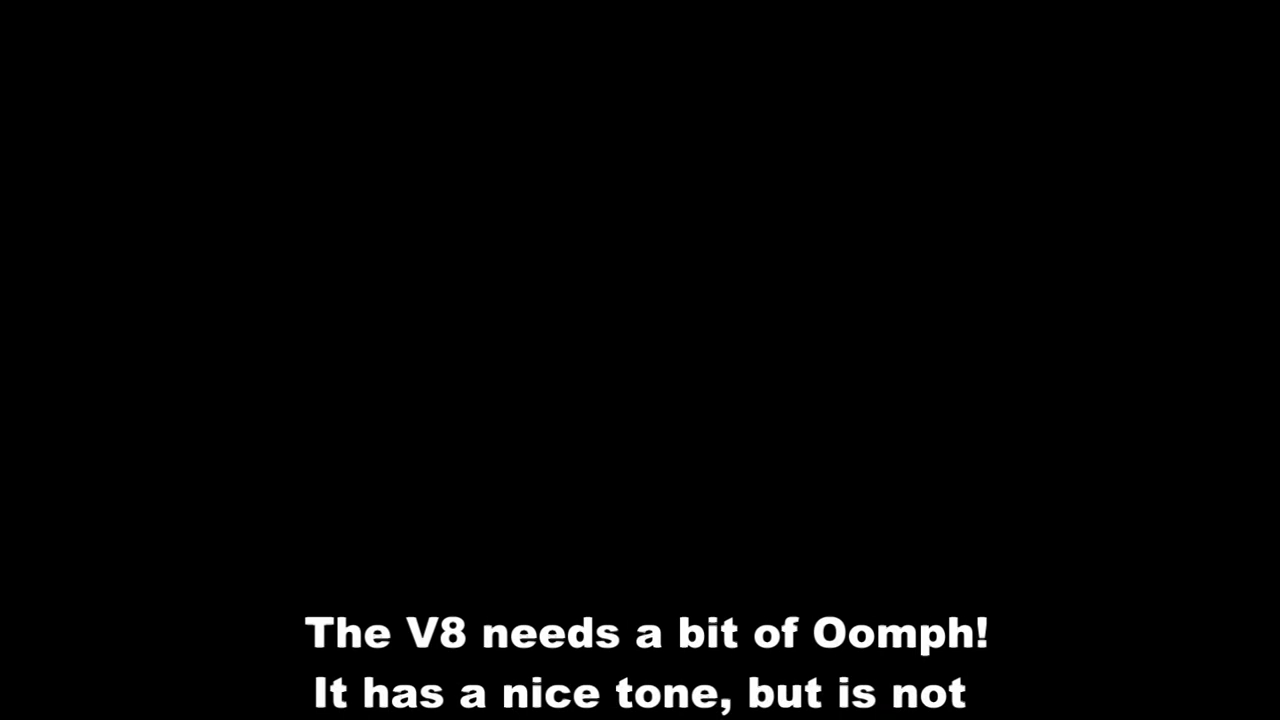 The V8 needs a bit of Oomph!
It has a nice tone, but is not